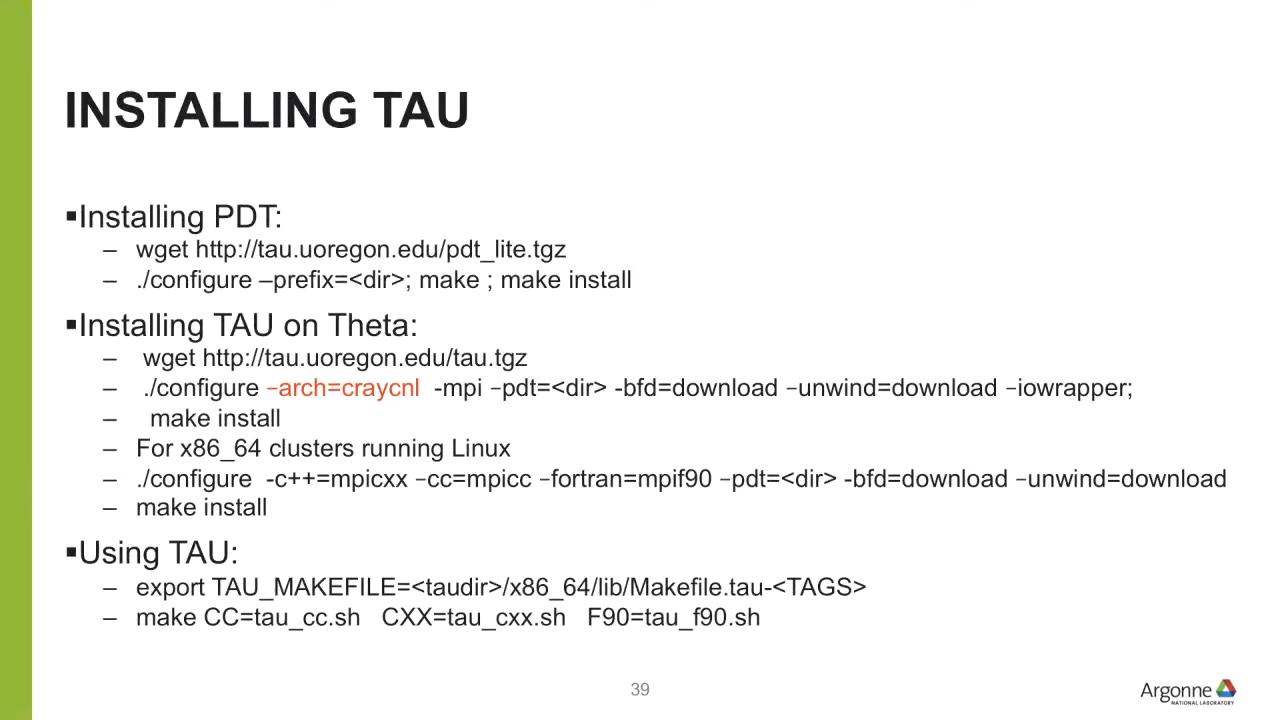 INSTALLING TAU
▪Installing PDT:
– wget http://tau.uoregon.edu/pdt_lite.tgz
– ./configure –prefix=<dir>; make ; make install
▪Installing TAU on Theta:
– wget http://tau.uoregon.edu/tau.tgz
– ./configure –arch=craycnl -mpi –pdt=<dir> -bfd=download –unwind=download –iowrapper;
– make install
– For x86_64 clusters running Linux
– ./configure -c++=mpicxx –cc=mpicc –fortran=mpif90 –pdt=<dir> -bfd=download –unwind=download
– make install
▪Using TAU:
– export TAU_MAKEFILE=<taudir>/x86_64/lib/Makefile.tau-<TAGS>
– make CC=tau_cc.sh CXX=tau_cxx.sh F90=tau_f90.sh
39
Argonne
NATIONAL LABORATORY